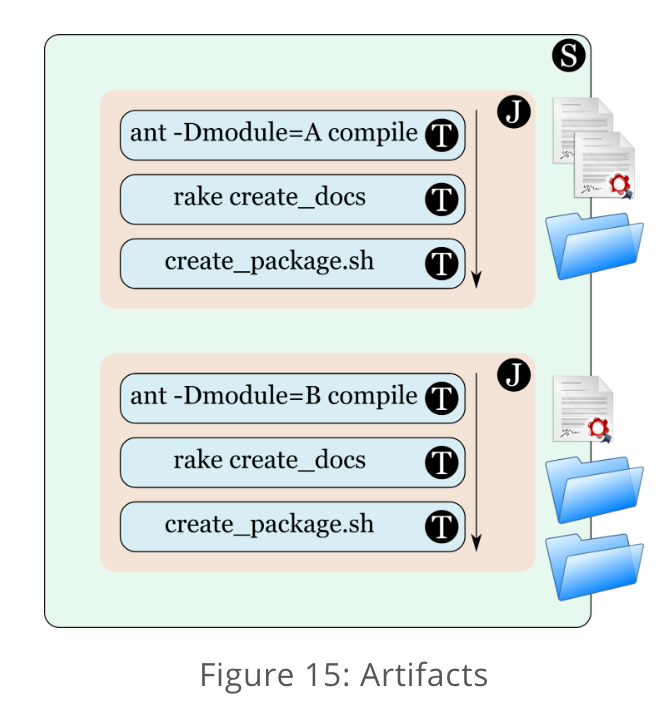 S
J
ant -Dmodule=A compile T
rake create_docs T
create_package.sh T
J
ant -Dmodule=B compile T
rake create_docs T
create_package.sh T
Figure 15: Artifacts